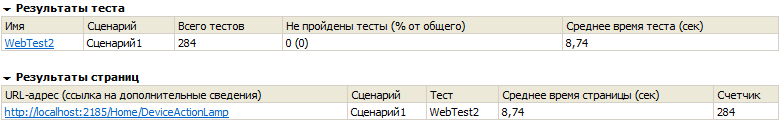 Результаты теста
Имя Сценарий Всего тестов Не пройдены тесты (% от общего) Среднее время теста (сек)
WebTest2 Сценарий1 284 0 (0) 8,74
Результаты страниц
URL-адрес (ссылка на дополнительные сведения) Сценарий Тест Среднее время страницы (сек) Счетчик
http://localhost:2185/Home/DeviceActionLamp Сценарий1 WebTest2 8,74 284